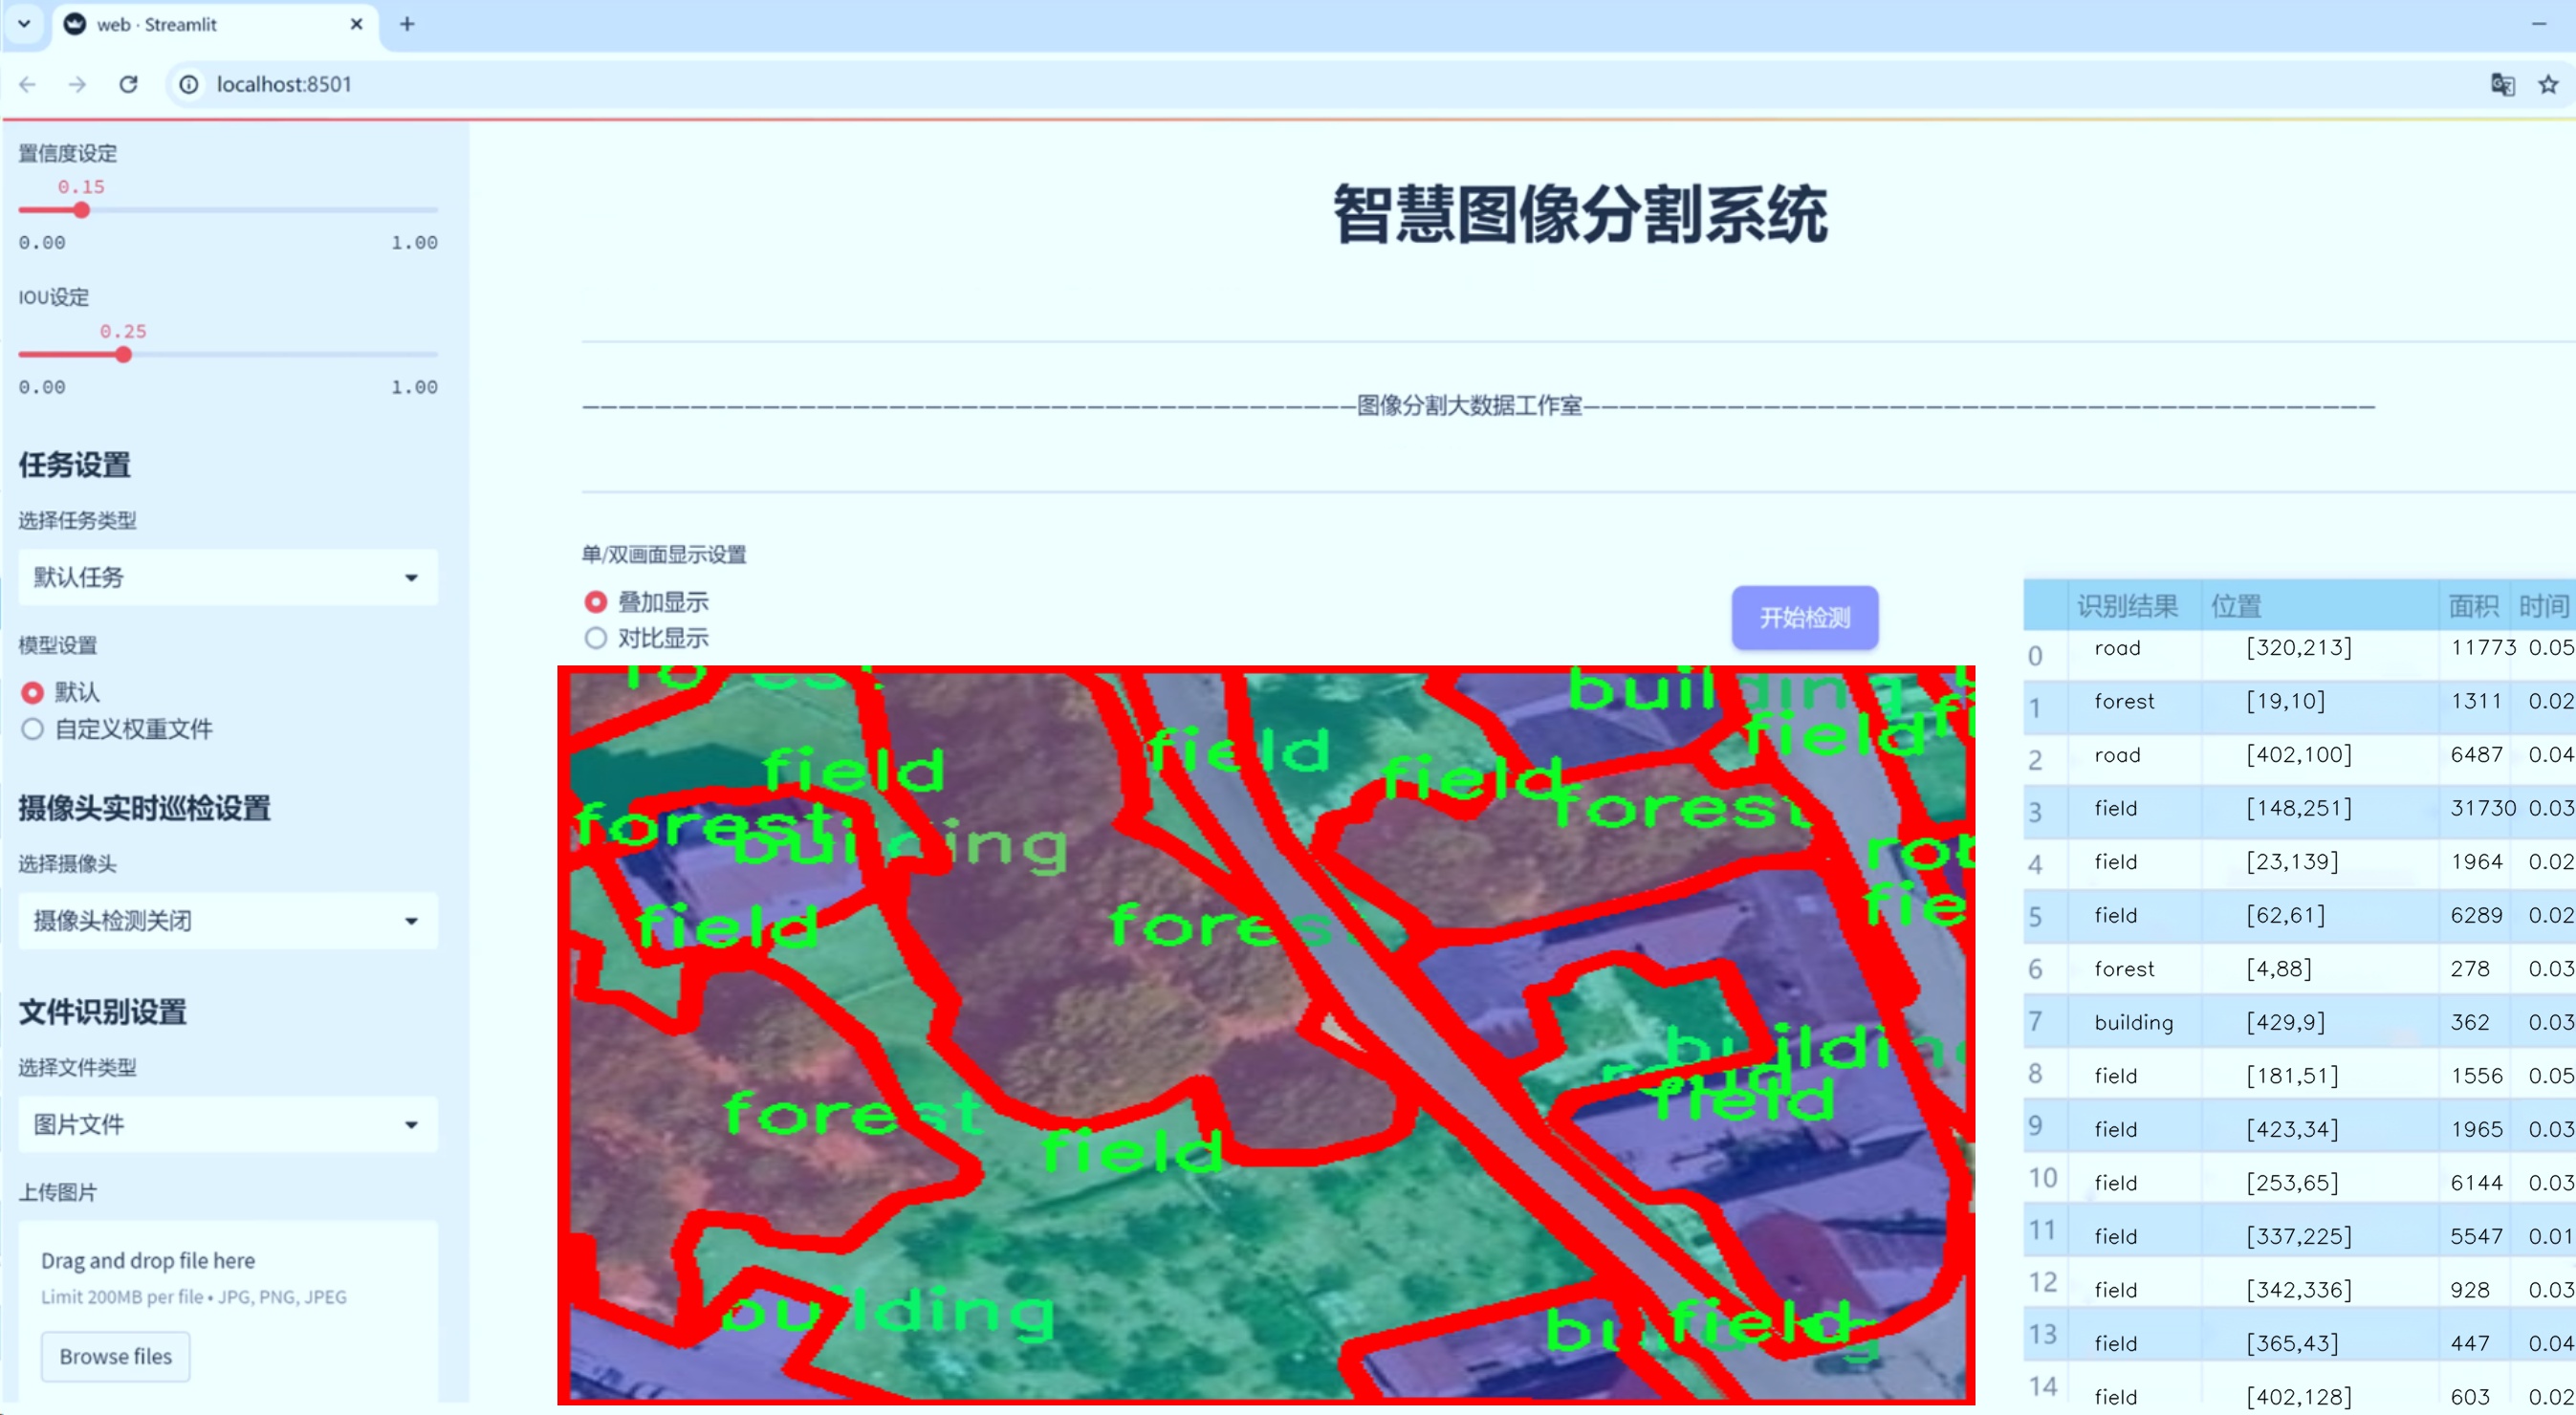 web · Streamlit
localhost:8501
置信度设定
0.15
0.00 1.00
IOU设定
0.25
0.00 1.00
任务设置
选择任务类型
默认任务
模型设置
默认
自定义权重文件
摄像头实时巡检设置
选择摄像头
摄像头检测关闭
文件识别设置
选择文件类型
图片文件
上传图片
Drag and drop file here
Limit 200MB per file • JPG, PNG, JPEG
Browse files
智慧图像分割系统
图像分割大数据工作室
单/双画面显示设置
叠加显示
对比显示
开始检测
forest
building
field
field
field
field
forest
forest
building
field
forest
building
field
forest
field
building
field
识别结果 位置 面积 时间
0 road [320,213] 11773 0.05
1 forest [19,10] 1311 0.02
2 road [402,100] 6487 0.04
3 field [148,251] 31730 0.03
4 field [23,139] 1964 0.02
5 field [62,61] 6289 0.02
6 forest [4,88] 278 0.03
7 building [429,9] 362 0.03
8 field [181,51] 1556 0.05
9 field [423,34] 1965 0.03
10 field [253,65] 6144 0.03
11 field [337,225] 5547 0.01
12 field [342,336] 928 0.03
13 field [365,43] 447 0.04
14 field [402,128] 603 0.02